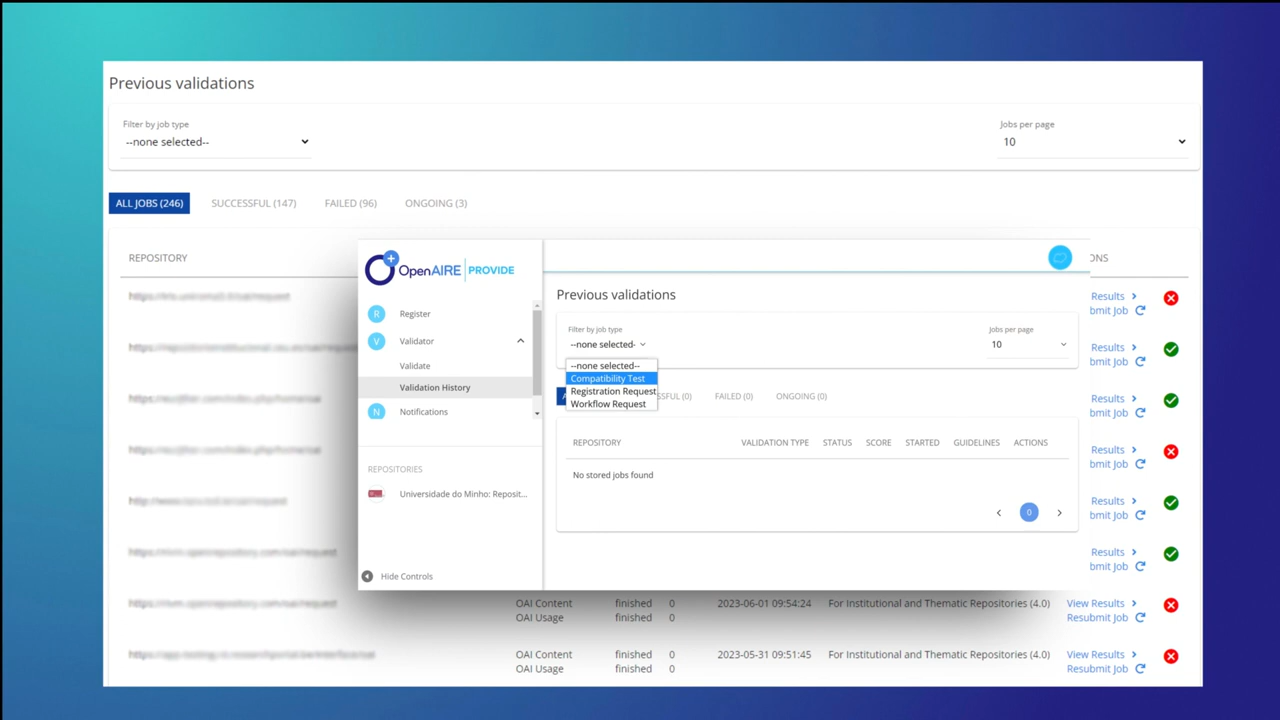 Previous validations
Filter by job type
--none selected--
Jobs per page
10
ALL JOBS (246) SUCCESSFUL (147) FAILED (96) ONGOING (3)
REPOSITORY
ONS
Results
bmit Job
Results
bmit Job
Results
bmit Job
Results
bmit Job
Results
bmit Job
Results
bmit Job
OAI Content finished 0 2023-06-01 09:54:24 For Institutional and Thematic Repositories (4.0) View Results
OAI Usage finished 0 Resubmit Job
OAI Content finished 0 2023-05-31 09:51:45 For Institutional and Thematic Repositories (4.0) View Results
OAI Usage finished 0 Resubmit Job
OpenAIRE PROVIDE
R Register
V Validator
Validate
Validation History
N Notifications
REPOSITORIES
Universidade do Minho: Reposit...
Hide Controls
Previous validations
Filter by job type
--none selected-
Jobs per page
10
--none selected--
Compatibility Test
Registration Request
Workflow Request
SSFUL (0) FAILED (0) ONGOING (0)
REPOSITORY VALIDATION TYPE STATUS SCORE STARTED GUIDELINES ACTIONS
No stored jobs found
0